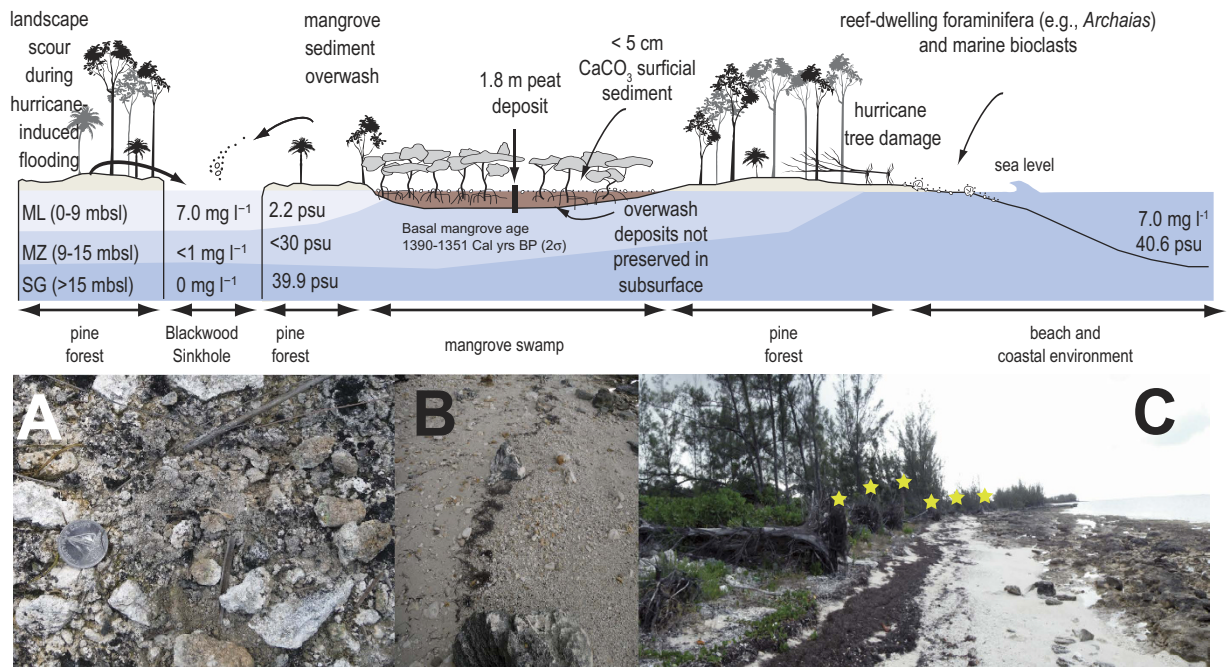 landscape
scour
during
hurricane-
induced
flooding
mangrove
sediment
overwash
1.8 m peat
deposit
< 5 cm
CaCO₃ surficial
sediment
reef-dwelling foraminifera (e.g., Archaias)
and marine bioclasts
hurricane
tree damage
sea level
ML (0-9 mbsl)
7.0 mg l⁻¹
2.2 psu
MZ (9-15 mbsl)
<1 mg l⁻¹
<30 psu
SG (>15 mbsl)
0 mg l⁻¹
39.9 psu
Basal mangrove age
1390-1351 Cal yrs BP (2σ)
overwash
deposits not
preserved in
subsurface
7.0 mg l⁻¹
40.6 psu
pine
forest
Blackwood
Sinkhole
pine
forest
mangrove swamp
pine
forest
beach and
coastal environment
A
B
C